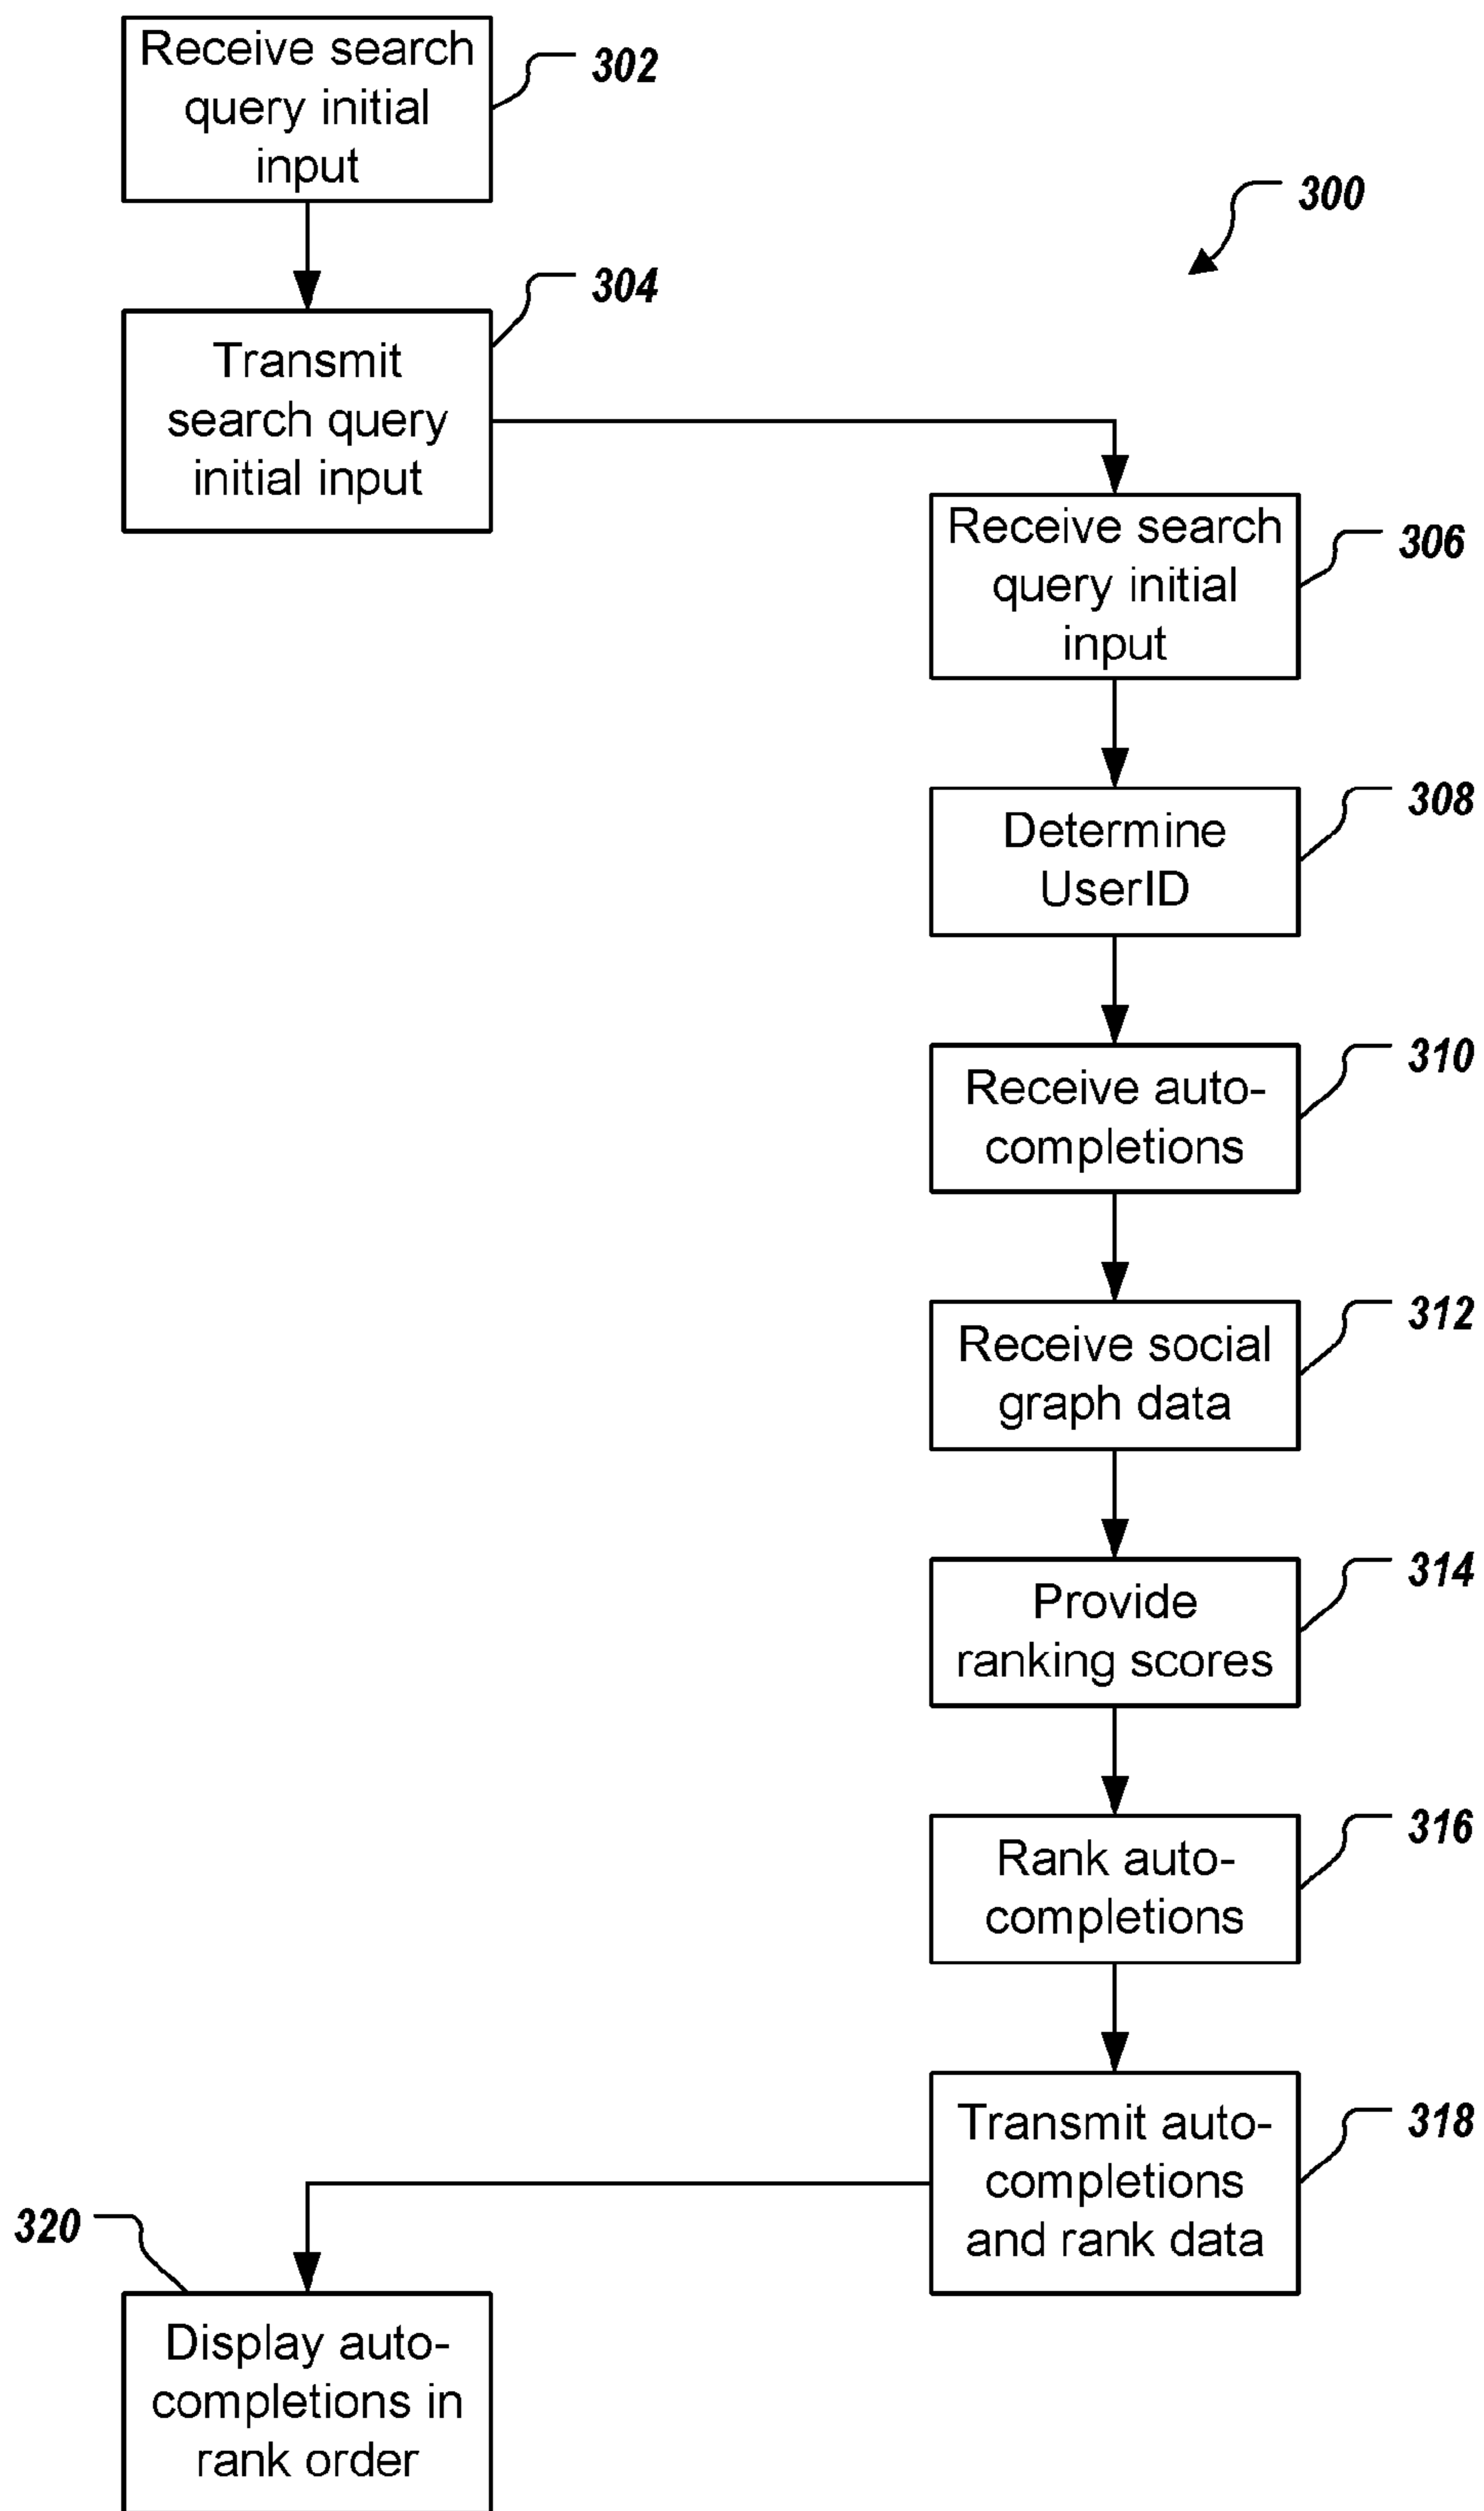 Receive search
query initial
input
302
300
Transmit
search query
initial input
304
Receive search
query initial
input
306
Determine
UserID
308
Receive auto-
completions
310
Receive social
graph data
312
Provide
ranking scores
314
Rank auto-
completions
316
Transmit auto-
completions
and rank data
318
320
Display auto-
completions in
rank order